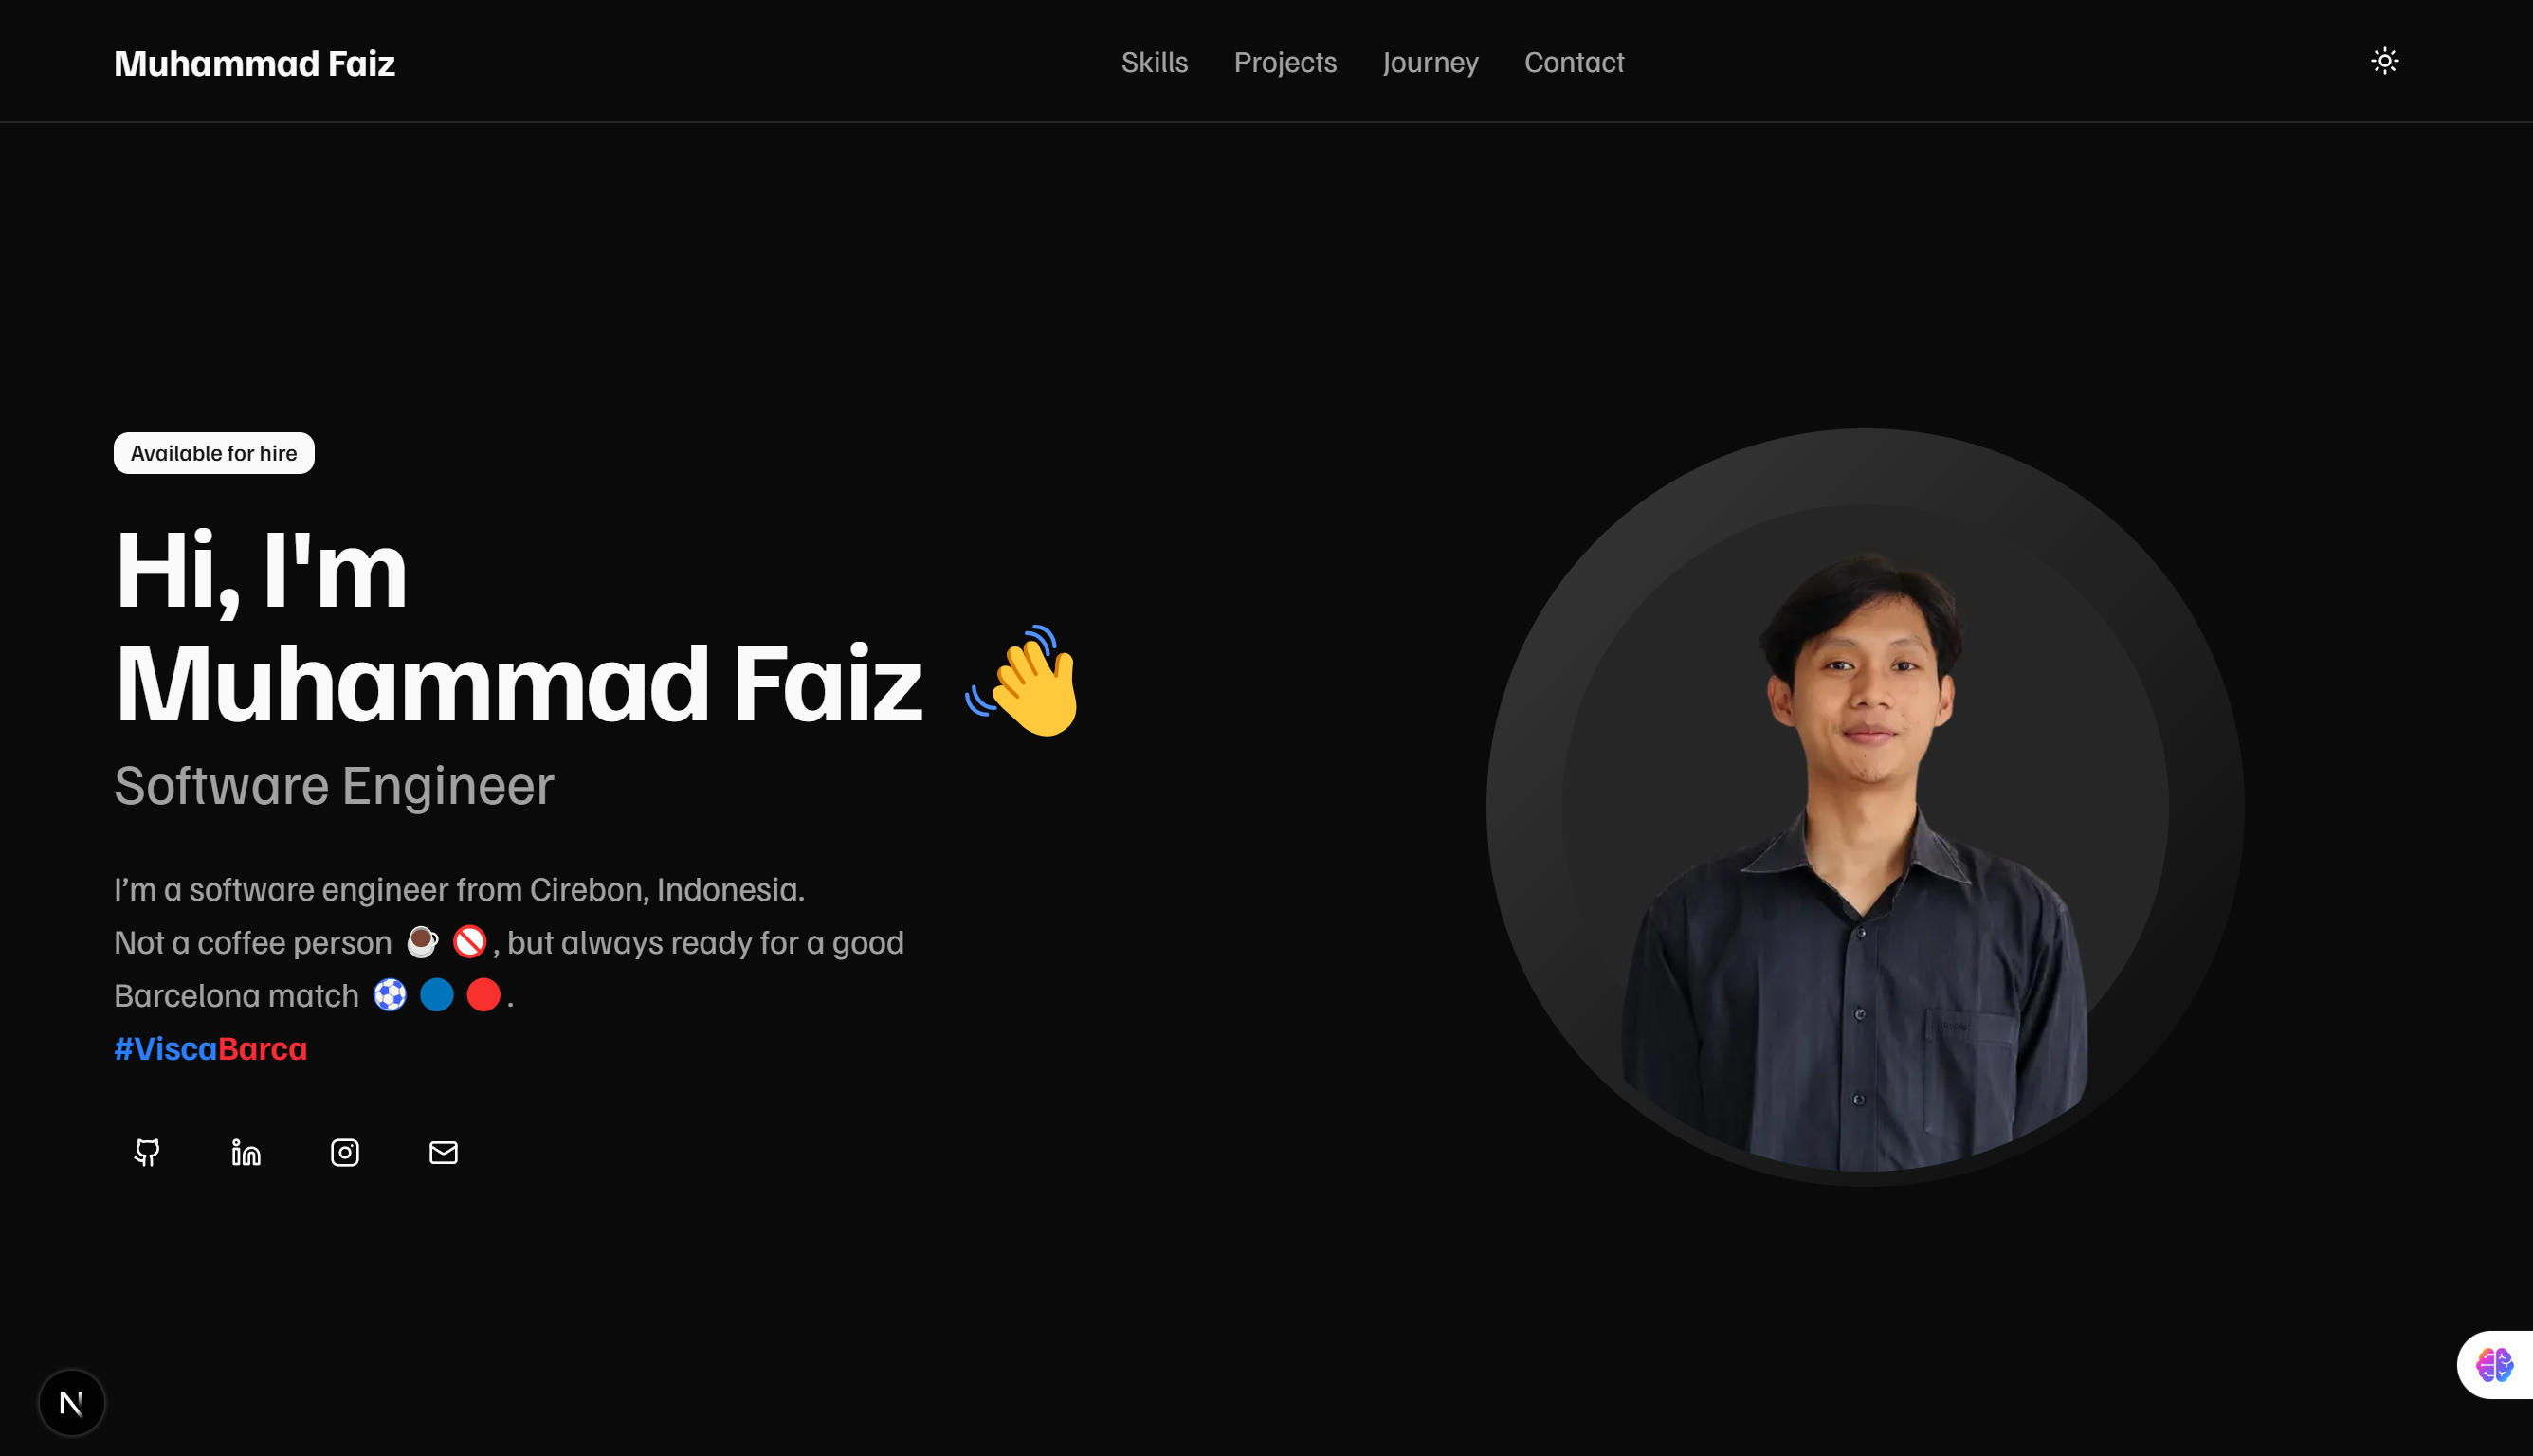 Muhammad Faiz
Skills Projects Journey Contact
Available for hire
Hi, I'm
Muhammad Faiz 👋
Software Engineer
I’m a software engineer from Cirebon, Indonesia.
Not a coffee person ☕ 🚫, but always ready for a good
Barcelona match ⚽ 🔵 🔴.
#ViscaBarca
N